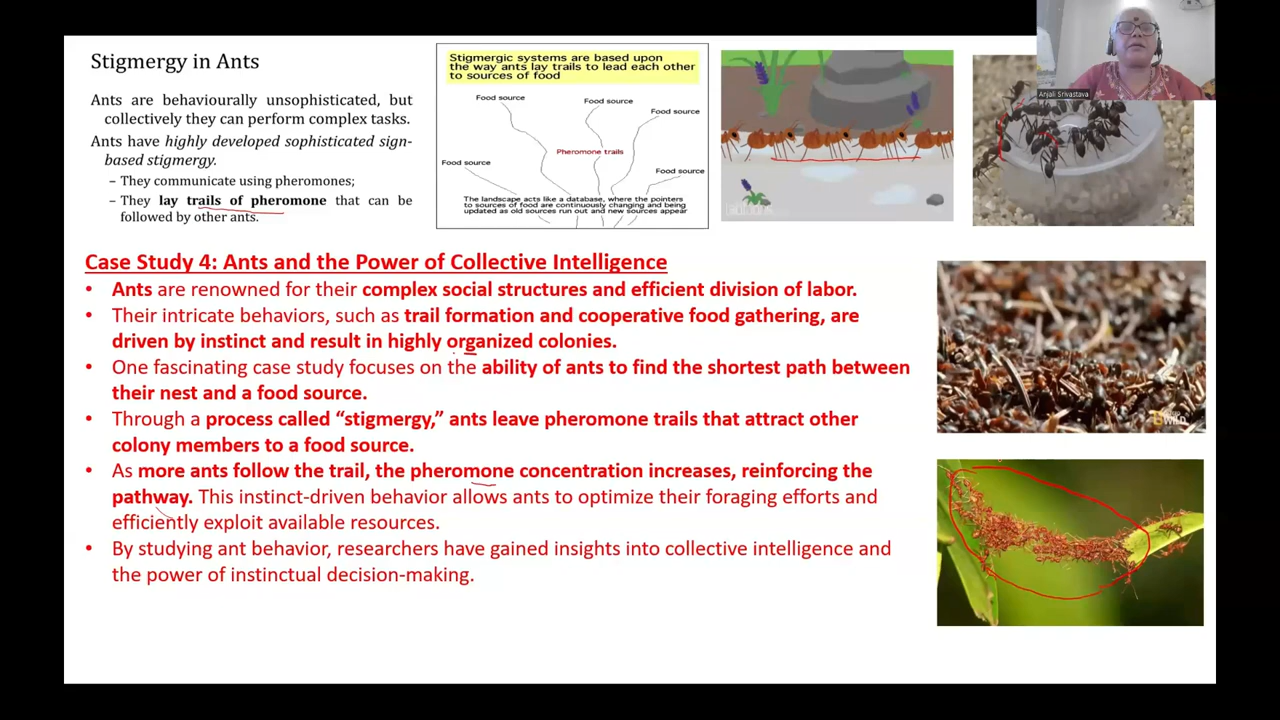 Stigmergy in Ants
Ants are behaviourally unsophisticated, but
collectively they can perform complex tasks.
Ants have highly developed sophisticated sign-
based stigmergy.
– They communicate using pheromones;
– They lay trails of pheromone that can be
followed by other ants.
Stigmergic systems are based upon
the way ants lay trails to lead each other
to sources of food
Food source
Food source
Food source
Pheromone trails
Food source
Food source
The landscape acts like a database, where the pointers
to sources of food are continuously changing and being
updated as old sources run out and new sources appear
Anjali Srivastava
Case Study 4: Ants and the Power of Collective Intelligence
• Ants are renowned for their complex social structures and efficient division of labor.
• Their intricate behaviors, such as trail formation and cooperative food gathering, are
driven by instinct and result in highly organized colonies.
• One fascinating case study focuses on the ability of ants to find the shortest path between
their nest and a food source.
• Through a process called “stigmergy,” ants leave pheromone trails that attract other
colony members to a food source.
• As more ants follow the trail, the pheromone concentration increases, reinforcing the
pathway. This instinct-driven behavior allows ants to optimize their foraging efforts and
efficiently exploit available resources.
• By studying ant behavior, researchers have gained insights into collective intelligence and
the power of instinctual decision-making.
WILD